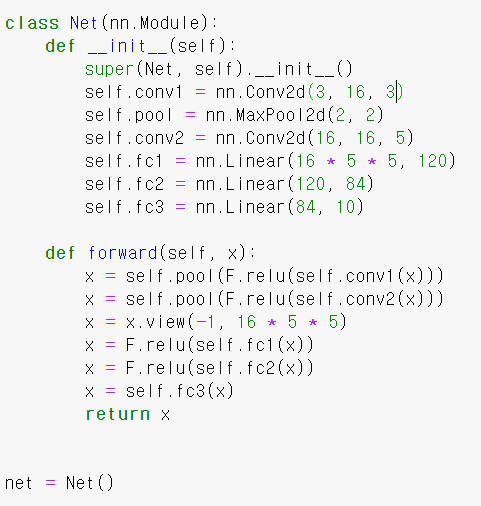 class Net(nn.Module):
    def __init__(self):
        super(Net, self).__init__()
        self.conv1 = nn.Conv2d(3, 16, 3)
        self.pool = nn.MaxPool2d(2, 2)
        self.conv2 = nn.Conv2d(16, 16, 5)
        self.fc1 = nn.Linear(16 * 5 * 5, 120)
        self.fc2 = nn.Linear(120, 84)
        self.fc3 = nn.Linear(84, 10)

    def forward(self, x):
        x = self.pool(F.relu(self.conv1(x)))
        x = self.pool(F.relu(self.conv2(x)))
        x = x.view(-1, 16 * 5 * 5)
        x = F.relu(self.fc1(x))
        x = F.relu(self.fc2(x))
        x = self.fc3(x)
        return x


net = Net()